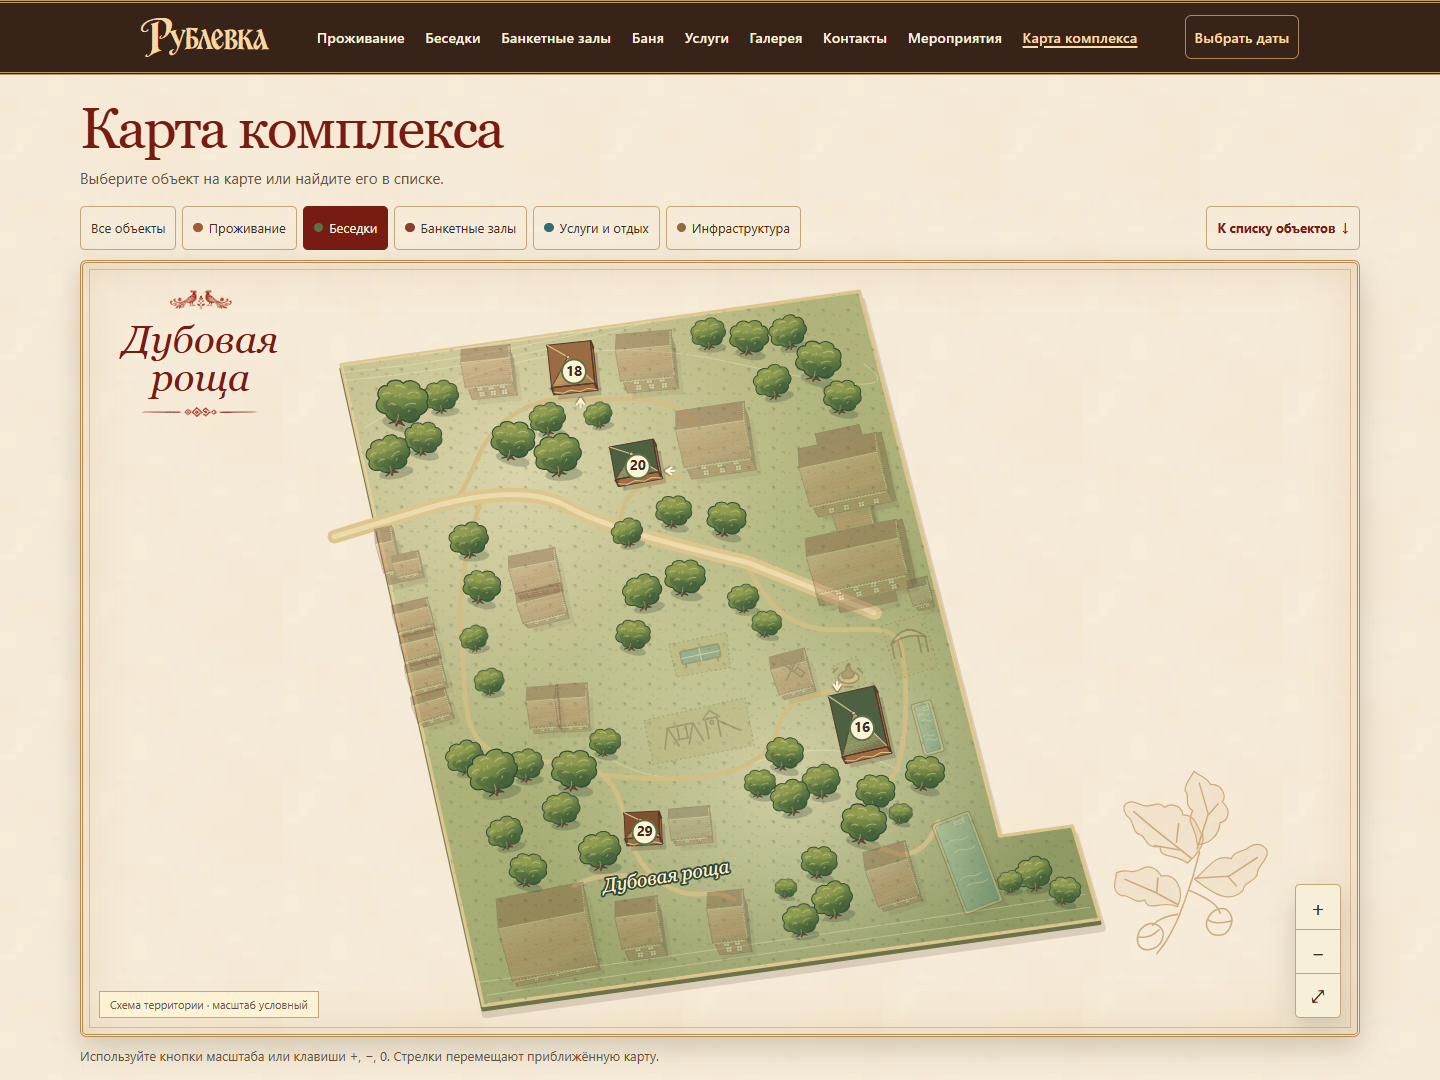 Рублевка
Проживание Беседки Банкетные залы Баня Услуги Галерея Контакты Мероприятия Карта комплекса Выбрать даты
Карта комплекса
Выберите объект на карте или найдите его в списке.
Все объекты Проживание Беседки Банкетные залы Услуги и отдых Инфраструктура К списку объектов ↓
Дубовая
роща
18
20
16
29
Дубовая роща
+
−
Схема территории · масштаб условный
Используйте кнопки масштаба или клавиши +, −, 0. Стрелки перемещают приближённую карту.